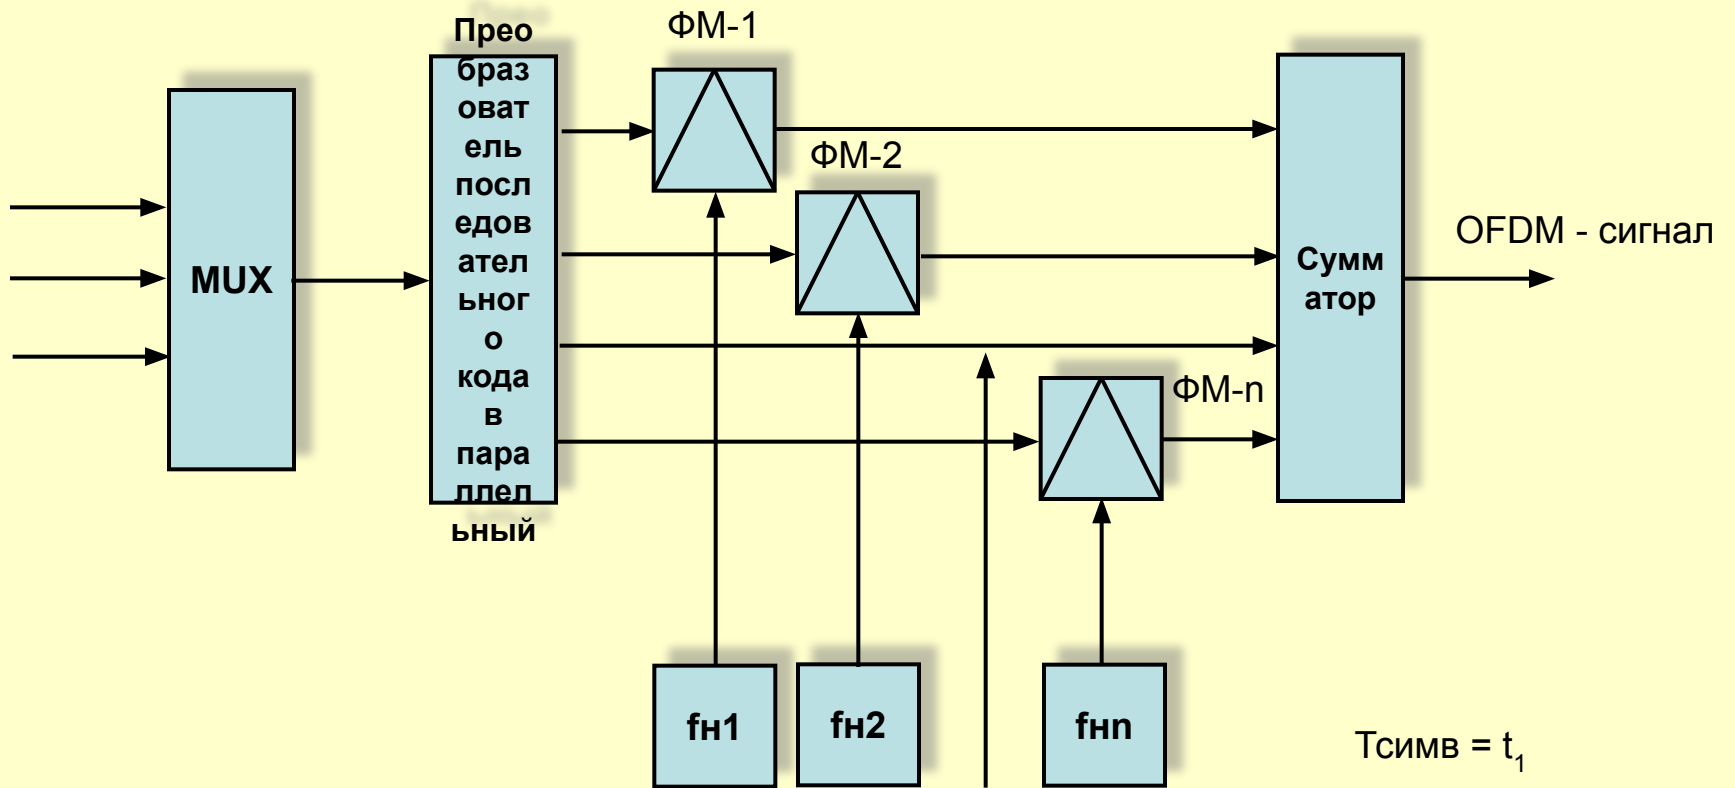 ФМ-1
Прео
браз
оват
ель
посл
едов
ател
ьног
о
кода
в
пара
ллел
ьный
ФМ-2
MUX
Сумм
атор
OFDM - сигнал
ФМ-n
fн1
fн2
fнn
Тсимв = t₁